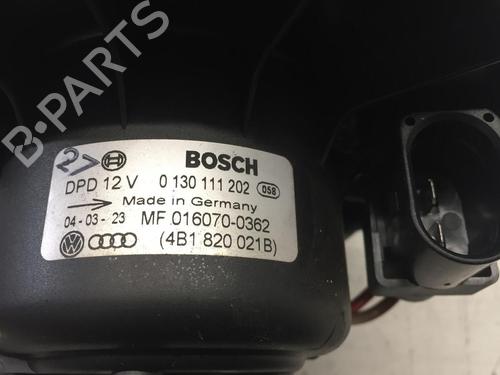 B-PARTS
2>
BOSCH
DPD 12 V 0 130 111 202 058
Made in Germany
04-03-23 MF 016070-0362
(4B1 820 021B)